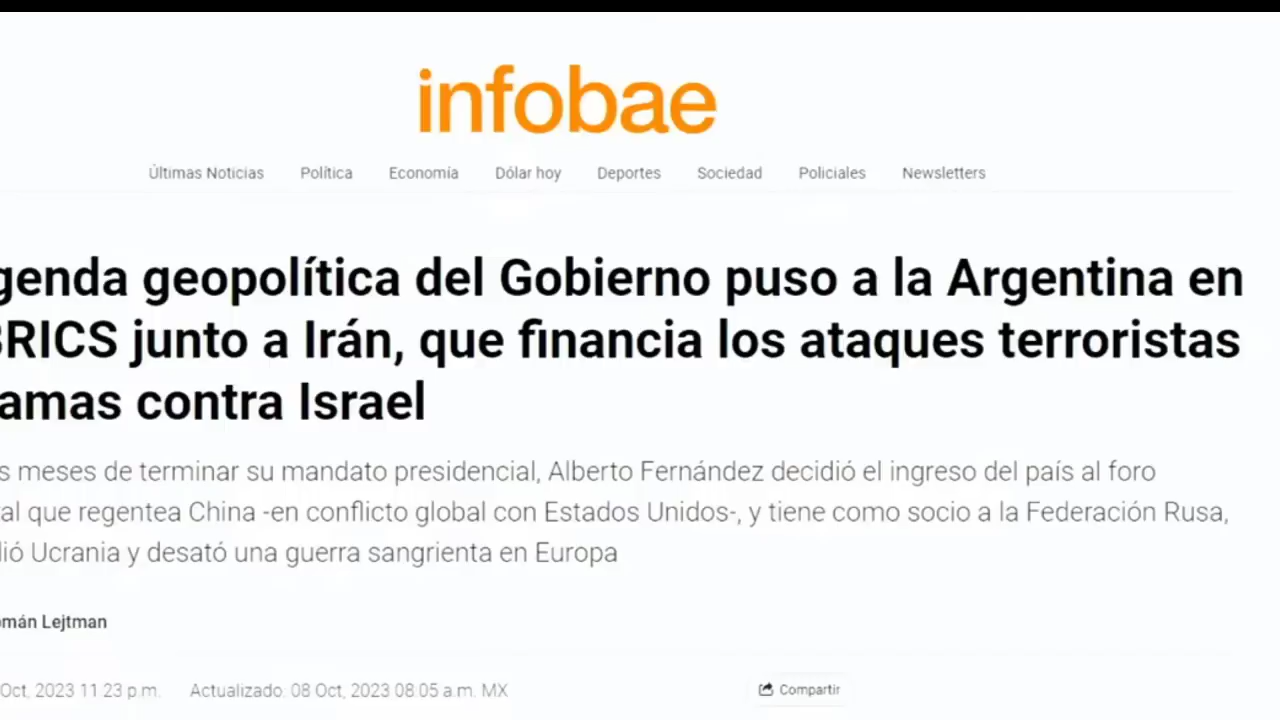 infobae
Últimas Noticias Política Economía Dólar hoy Deportes Sociedad Policiales Newsletters
genda geopolítica del Gobierno puso a la Argentina en
BRICS junto a Irán, que financia los ataques terroristas
amas contra Israel
s meses de terminar su mandato presidencial, Alberto Fernández decidió el ingreso del país al foro
al que regentea China -en conflicto global con Estados Unidos-, y tiene como socio a la Federación Rusa,
dió Ucrania y desató una guerra sangrienta en Europa
omán Lejtman
Oct, 2023 11:23 p.m. Actualizado: 08 Oct, 2023 08:05 a.m. MX
Compartir